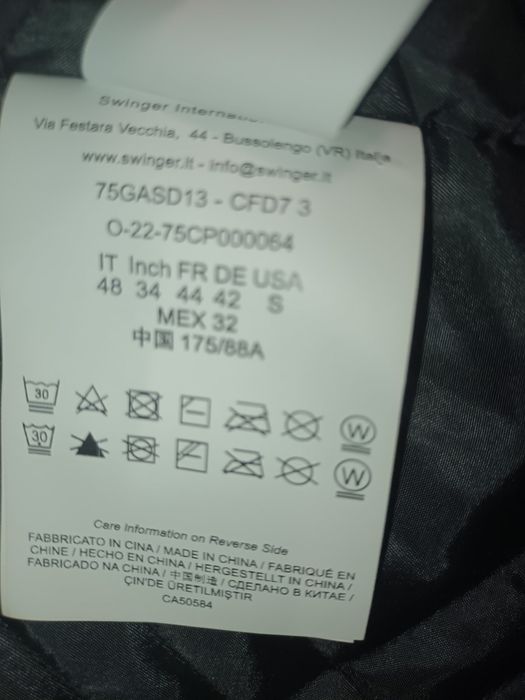 Swinger
Via Festara Vecchia, 44 - Bussolengo (VR) Italia
www.swinger.it - info@swinger.it
75GASD13 - CFD7 3
O-22-75CP000064
IT Inch FR DE USA
48 34 44 42 S
MEX 32
中国 175/88A
30
W
30
W
Care Information on Reverse Side
FABBRICATO IN CINA / MADE IN CHINA / FABRIQUÉ EN
CHINE / HECHO EN CHINA / HERGESTELLT IN CHINA /
FABRICADO NA CHINA / 中国制造 / СДЕЛАНО В КИТАЕ /
ÇİN'DE ÜRETİLMİŞTİR
CA50584